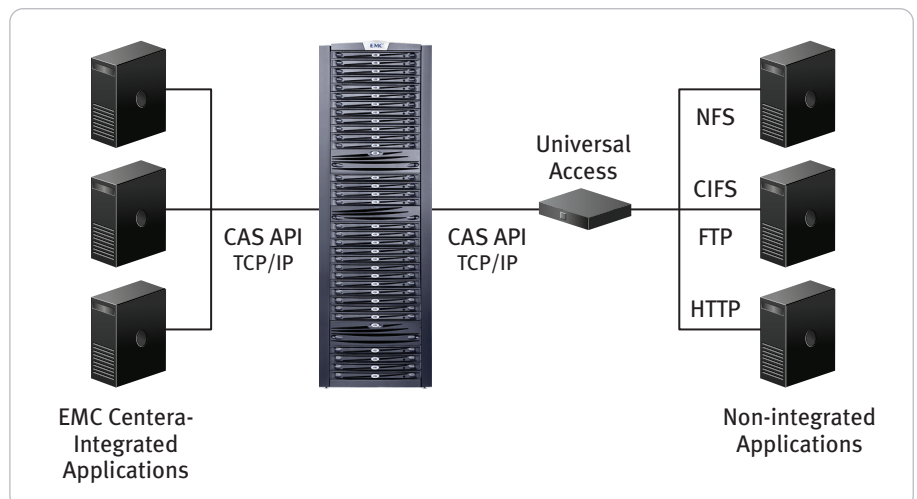 EMC
Universal
Access
NFS
CIFS
FTP
HTTP
CAS API
TCP/IP
CAS API
TCP/IP
EMC Centera-
Integrated
Applications
Non-integrated
Applications